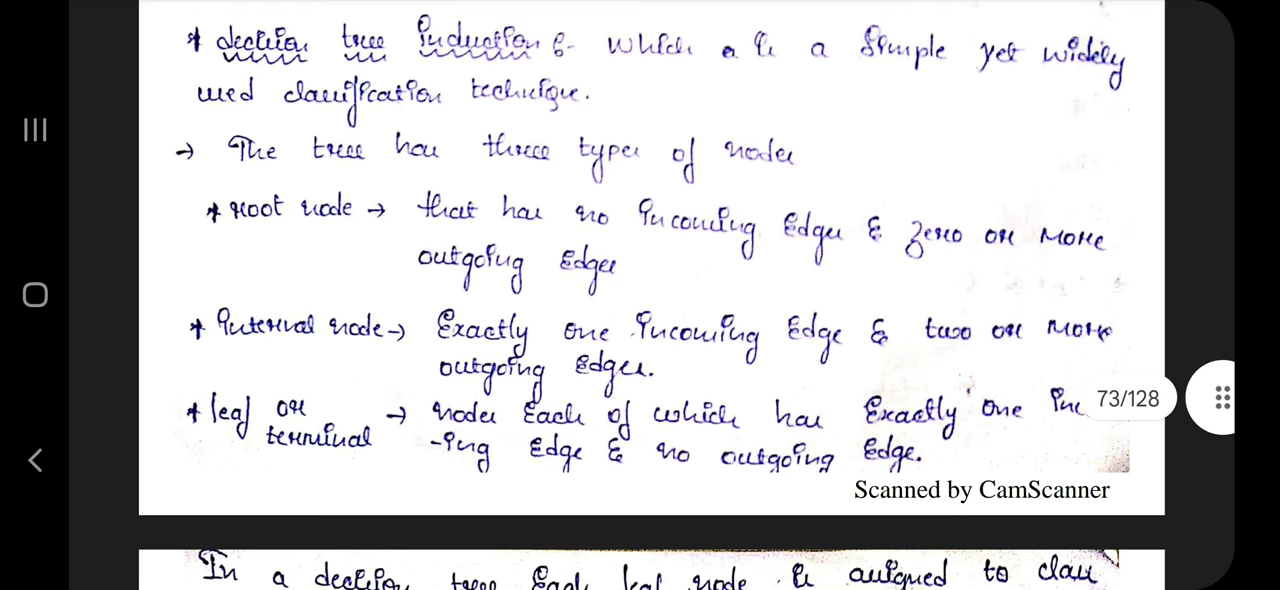 * decision tree Induction :- which is a simple yet widely
used classification technique.
→ The tree has three types of nodes
* Root node → that has no incoming Edges & zero or more
outgoing Edges
* Internal node → Exactly one incoming Edge & two or more
outgoing Edges.
* leaf or terminal → nodes Each of which has Exactly one inc
-ing Edge & no outgoing Edge.
73/128
Scanned by CamScanner
In a decision tree Each leaf node is assigned to class